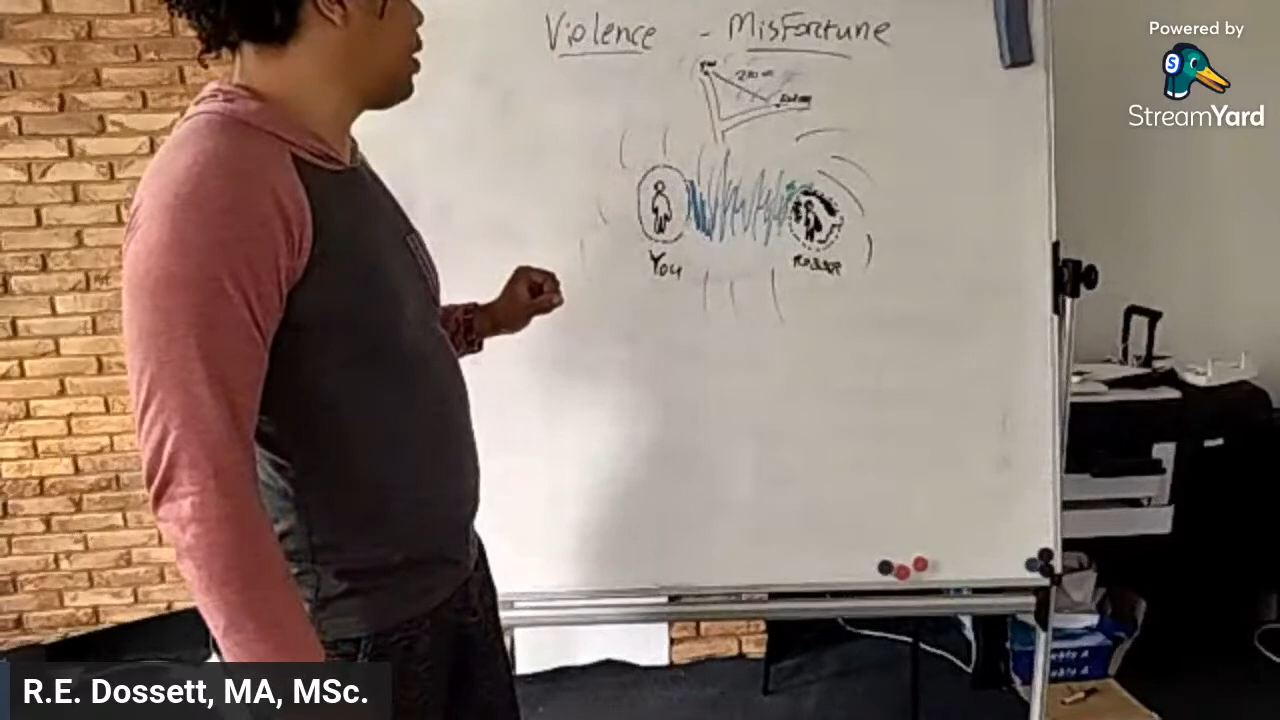 Powered by
StreamYard
Violence - Misfortune
You
R.E. Dossett, MA, MSc.